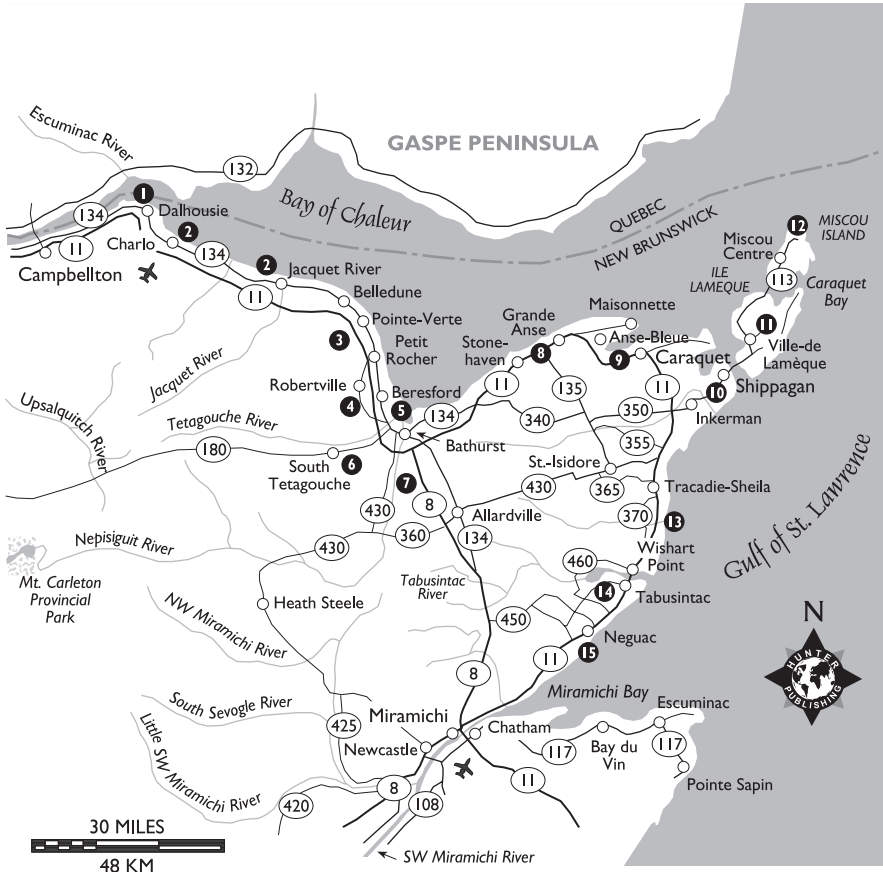 Escuminac River
GASPE PENINSULA
132
1
Bay of Chaleur
134
Dalhousie
QUEBEC
NEW BRUNSWICK
12
MISCOU
ISLAND
11
Charlo
2
134
Miscou
Centre
Campbellton
2
Jacquet River
ILE
LAMEQUE
113
Caraquet
Bay
11
Belledune
Maisonnette
Grande
Anse
Pointe-Verte
3
Stone-
haven
8
Anse-Bleue
9
Caraquet
11
Ville-de
Lamèque
Petit
Rocher
Jacquet River
11
135
11
Shippagan
10
Robertville
Beresford
Upsalquitch River
4
5
134
340
350
Inkerman
Tetagouche River
Bathurst
355
180
South
Tetagouche
6
St.-Isidore
7
430
365
Tracadie-Sheila
430
8
Allardville
370
13
Gulf of St. Lawrence
Nepisiguit River
430
360
134
Wishart
Point
460
Mt. Carleton
Provincial
Park
Tabusintac
River
14
Tabusintac
Heath Steele
NW Miramichi River
450
Neguac
N
HUNTER
PUBLISHING
8
11
15
South Sevogle River
Miramichi Bay
Escuminac
Little SW Miramichi River
425
Miramichi
Chatham
Newcastle
117
Bay du
Vin
117
8
11
Pointe Sapin
420
108
30 MILES
48 KM
SW Miramichi River